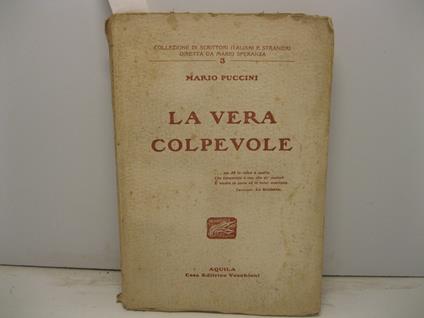 COLLEZIONE DI SCRITTORI ITALIANI E STRANIERI
DIRETTA DA MARIO SPERANZA
3
MARIO PUCCINI
LA VERA
COLPEVOLE
AQUILA
Casa Editrice Vecchioni